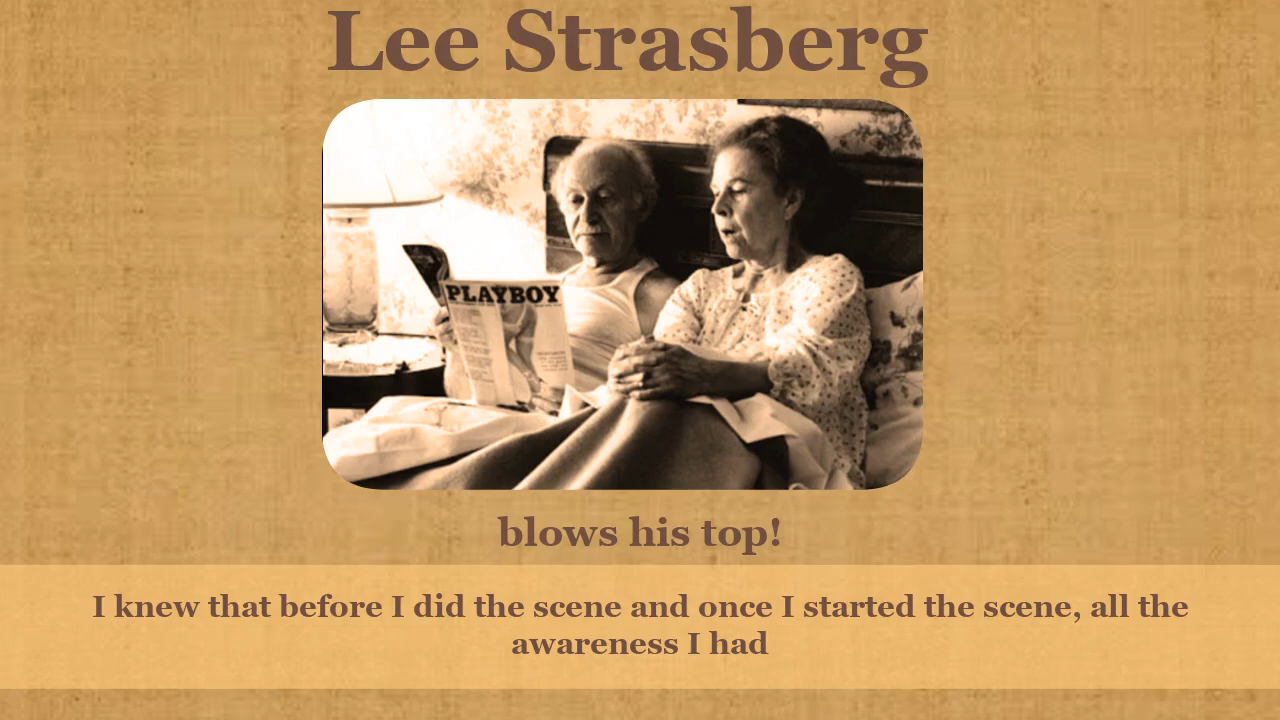 Lee Strasberg
PLAYBOY
blows his top!
I knew that before I did the scene and once I started the scene, all the
awareness I had